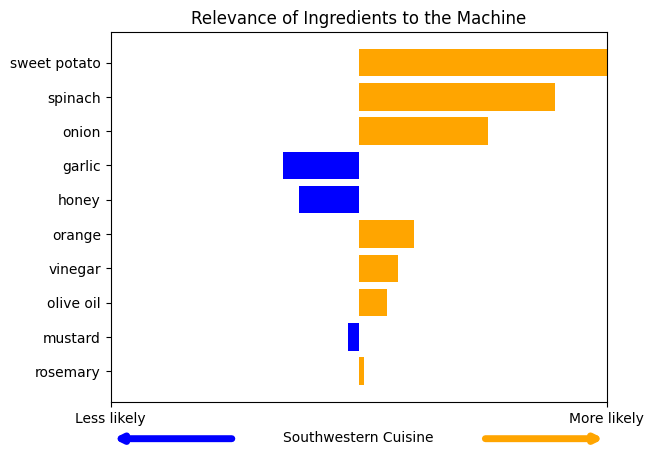 Relevance of Ingredients to the Machine
sweet potato
spinach
onion
garlic
honey
orange
vinegar
olive oil
mustard
rosemary
Less likely
More likely
Southwestern Cuisine